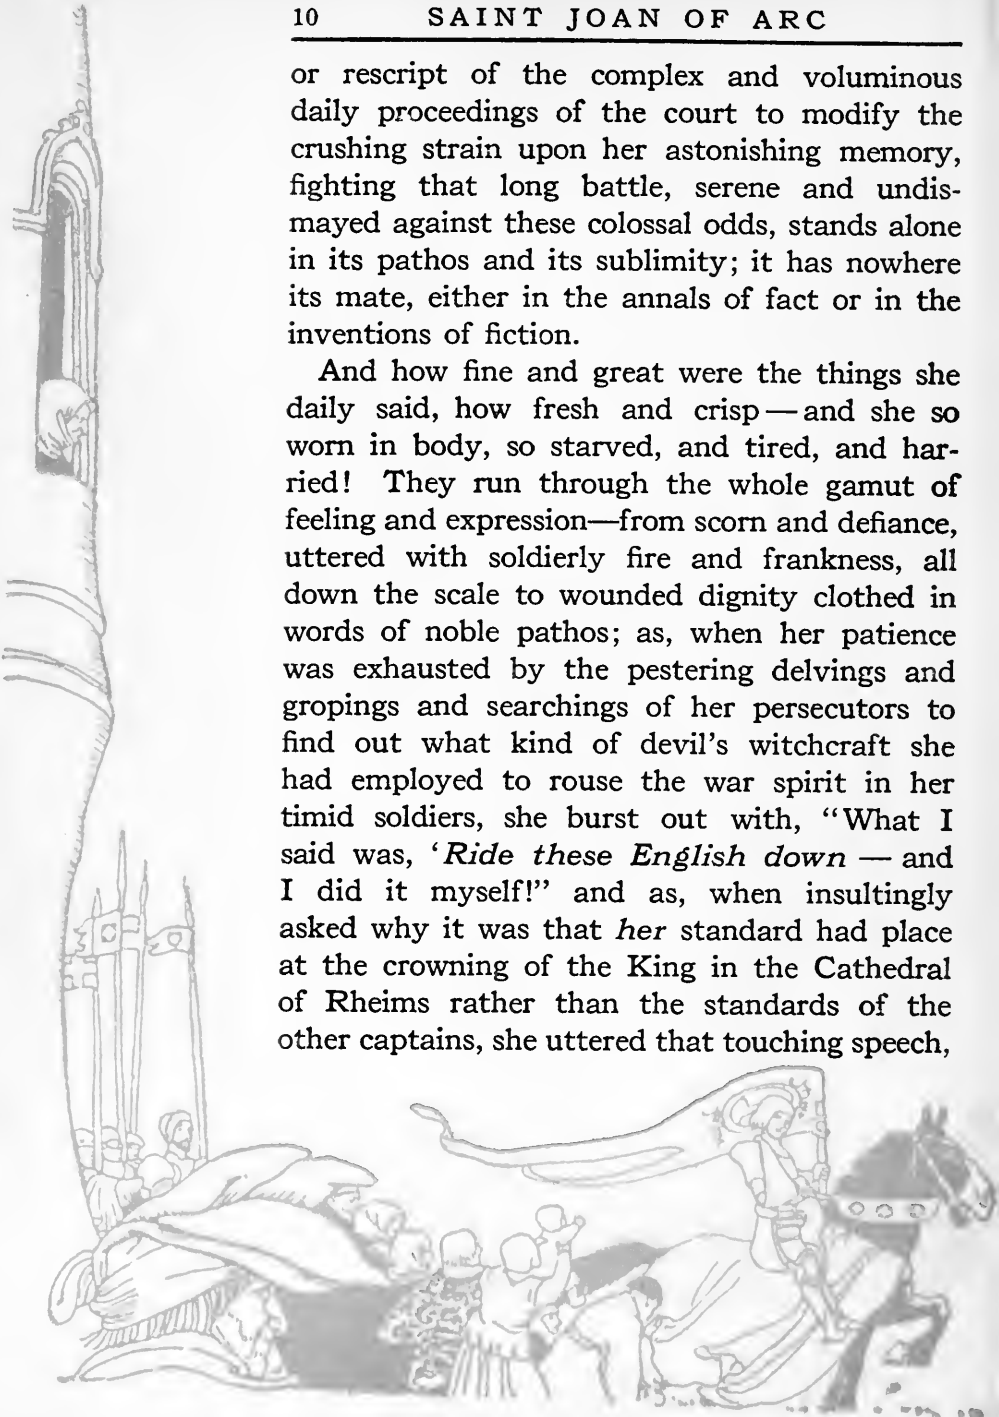 10 SAINT JOAN OF ARC
or rescript of the complex and voluminous
daily proceedings of the court to modify the
crushing strain upon her astonishing memory,
fighting that long battle, serene and undis-
mayed against these colossal odds, stands alone
in its pathos and its sublimity; it has nowhere
its mate, either in the annals of fact or in the
inventions of fiction.
And how fine and great were the things she
daily said, how fresh and crisp — and she so
worn in body, so starved, and tired, and har-
ried! They run through the whole gamut of
feeling and expression—from scorn and defiance,
uttered with soldierly fire and frankness, all
down the scale to wounded dignity clothed in
words of noble pathos; as, when her patience
was exhausted by the pestering delvings and
gropings and searchings of her persecutors to
find out what kind of devil's witchcraft she
had employed to rouse the war spirit in her
timid soldiers, she burst out with, “What I
said was, ‘Ride these English down — and
I did it myself!” and as, when insultingly
asked why it was that her standard had place
at the crowning of the King in the Cathedral
of Rheims rather than the standards of the
other captains, she uttered that touching speech,